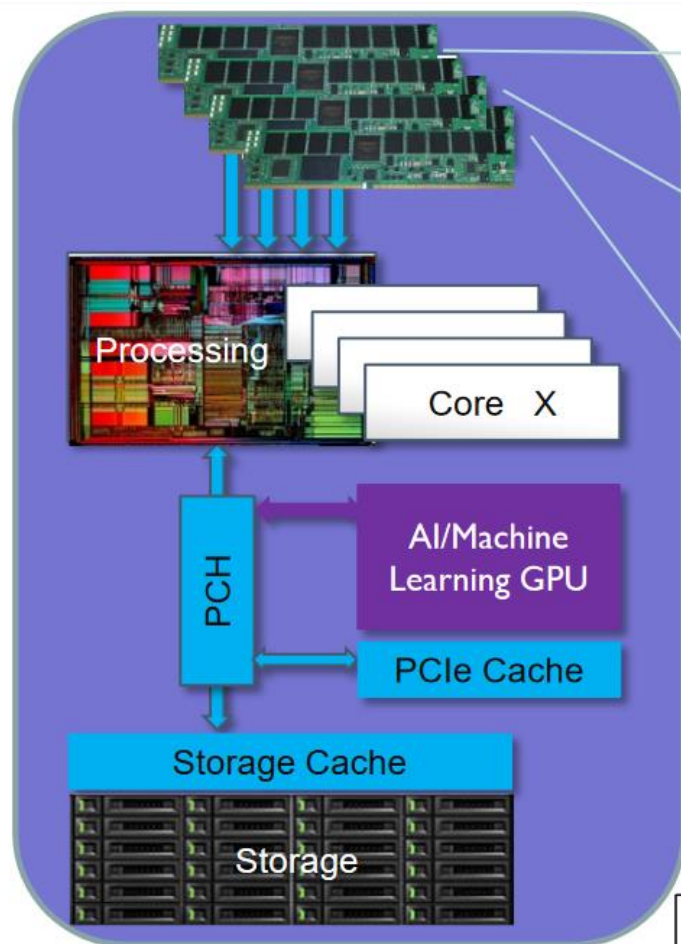 Processing
Core X
AI/Machine
Learning GPU
PCH
PCIe Cache
Storage Cache
Storage